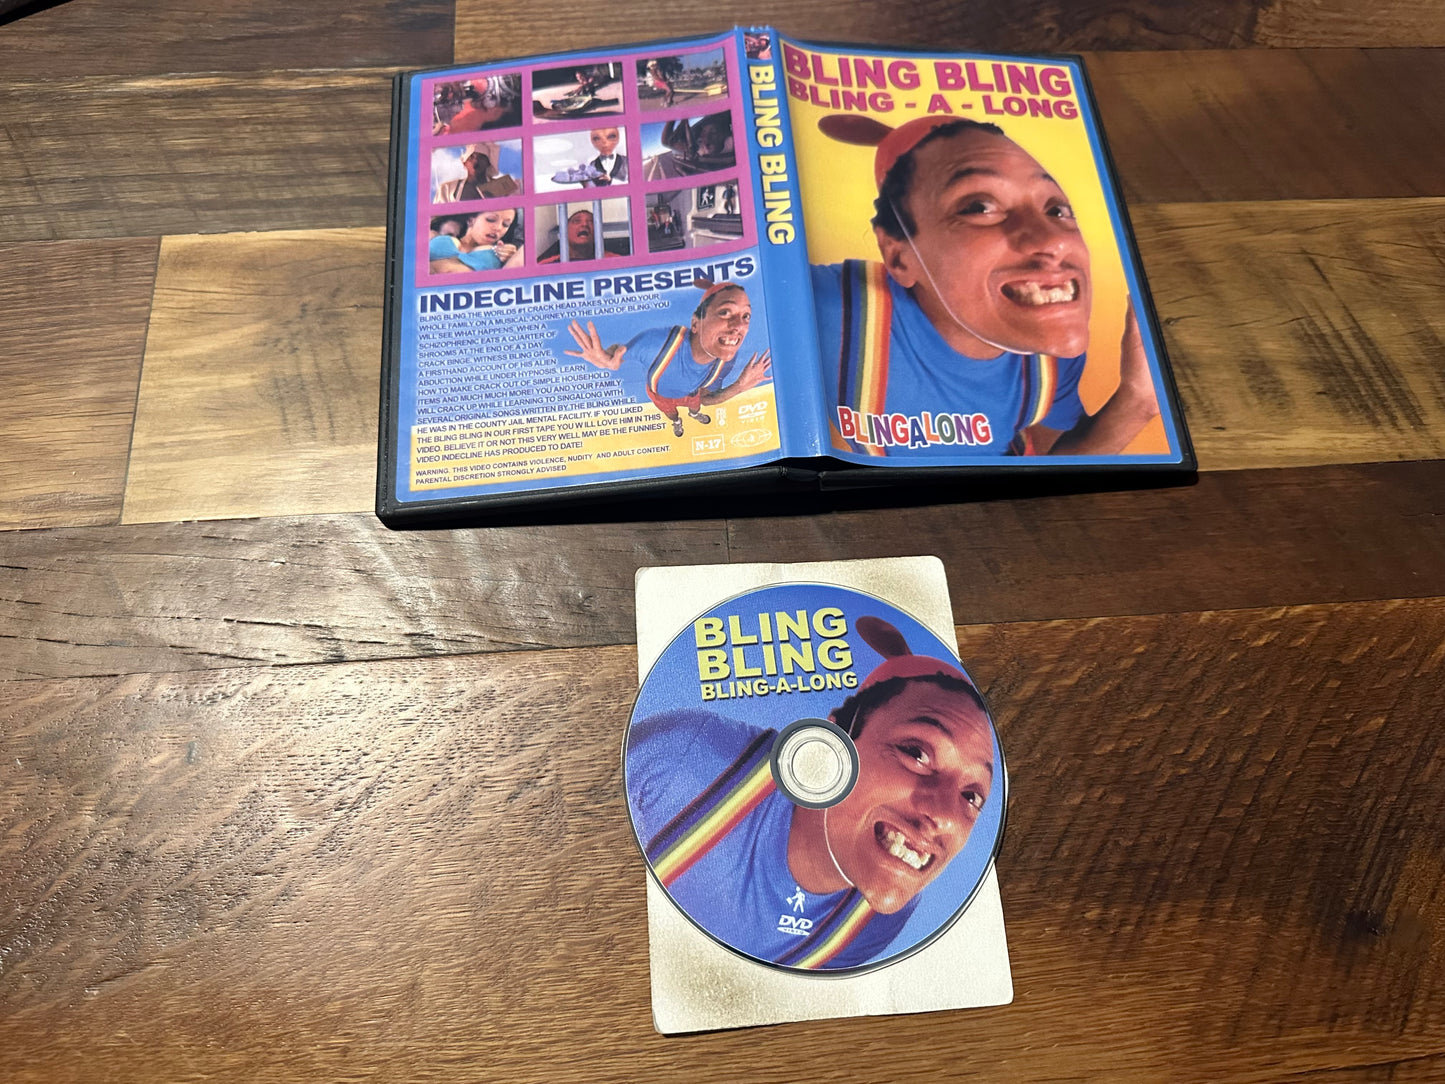 BLING BLING
BLING - A - LONG
BLINGALONG
BLING BLING
INDECLINE PRESENTS
BLING BLING THE WORLDS #1 CRACK HEAD TAKES YOU AND YOUR
WHOLE FAMILY ON A MUSICAL JOURNEY TO THE LAND OF BLING. YOU
WILL SEE WHAT HAPPENS, WHEN A
SCHIZOPHRENIC EATS A QUARTER OF
SHROOMS AT THE END OF A 3 DAY
CRACK BINGE, WITNESS BLING GIVE
A FIRSTHAND ACCOUNT OF HIS ALIEN
ABDUCTION WHILE UNDER HYPNOSIS, LEARN
HOW TO MAKE CRACK OUT OF SIMPLE HOUSEHOLD
ITEMS AND MUCH MUCH MORE! YOU AND YOUR FAMILY
WILL CRACK UP WHILE LEARNING TO SINGALONG WITH
SEVERAL ORIGINAL SONGS WRITTEN BY THE BLING WHILE
HE WAS IN THE COUNTY JAIL MENTAL FACILITY. IF YOU LIKED
THE BLING BLING IN OUR FIRST TAPE YOU WILL LOVE HIM IN THIS
VIDEO. BELIEVE IT OR NOT THIS VERY WELL MAY BE THE FUNNIEST
VIDEO INDECLINE HAS PRODUCED TO DATE!
WARNING. THIS VIDEO CONTAINS VIOLENCE, NUDITY AND ADULT CONTENT.
PARENTAL DISCRETION STRONGLY ADVISED
N-17
DVD
VIDEO
BLING
BLING
BLING-A-LONG
DVD
VIDEO